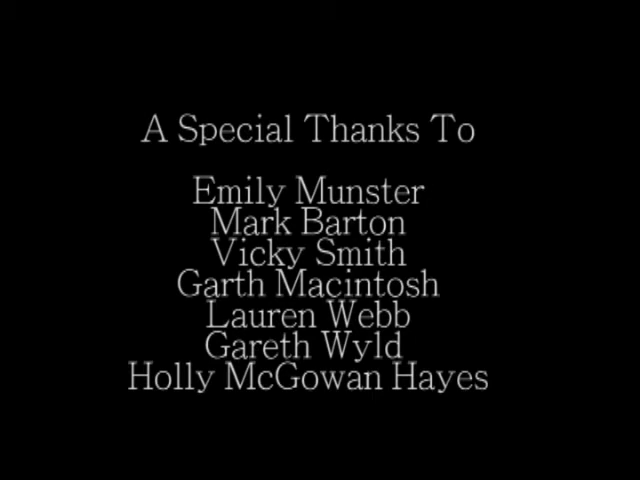 A Special Thanks To
Emily Munster
Mark Barton
Vicky Smith
Garth Macintosh
Lauren Webb
Gareth Wyld
Holly McGowan Hayes